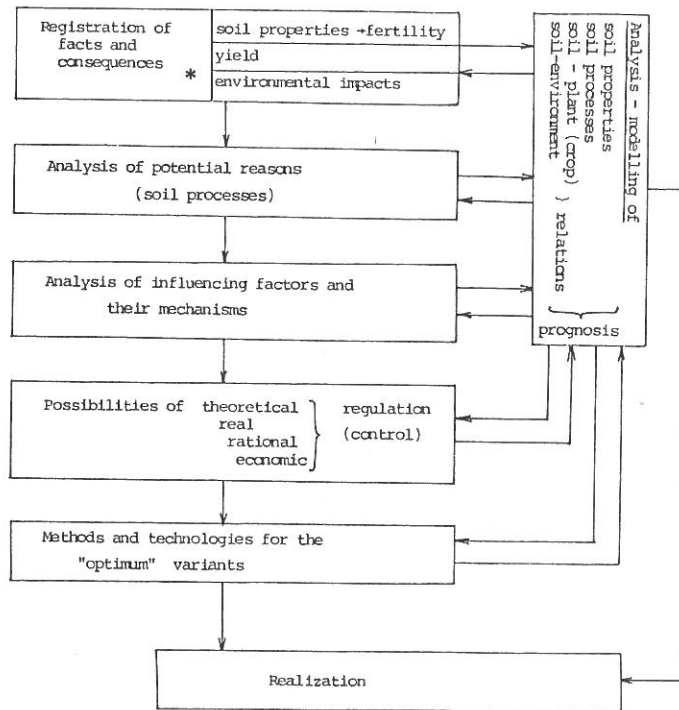 Registration of
facts and
consequences
*
soil properties →fertility
yield
environmental impacts
Analysis - modelling of
soil properties
soil processes
soil - plant (crop) } relations
soil-environment
prognosis
Analysis of potential reasons
(soil processes)
Analysis of influencing factors and
their mechanisms
Possibilities of theoretical } regulation
real
(control)
rational
economic
Methods and technologies for the
"optimum" variants
Realization